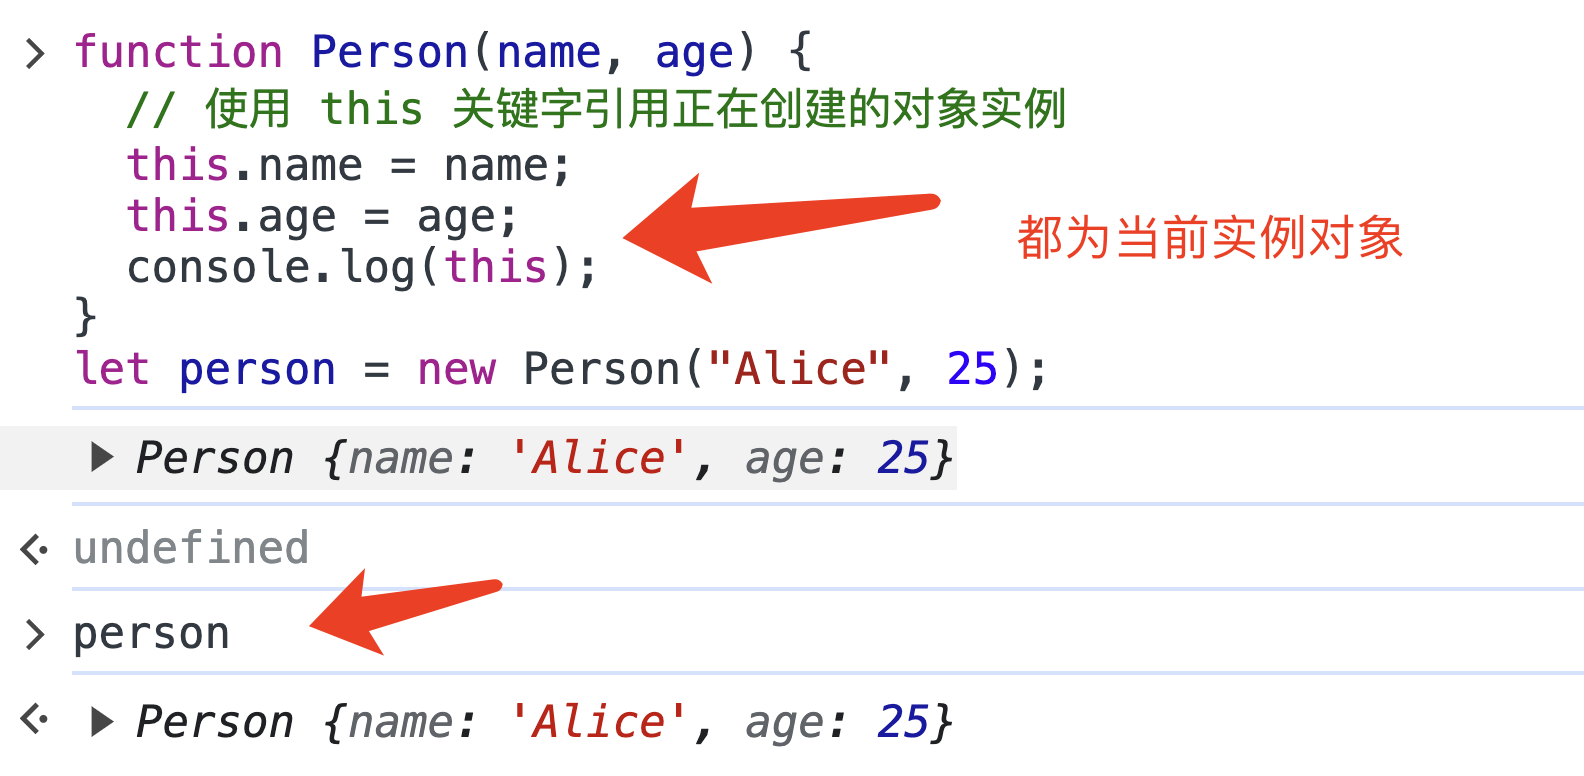 function Person(name, age) {
// 使用 this 关键字引用正在创建的对象实例
this.name = name;
this.age = age;
都为当前实例对象
console.log(this);
}
let person = new Person("Alice", 25);
Person {name: 'Alice', age: 25}
undefined
person
Person {name: 'Alice', age: 25}